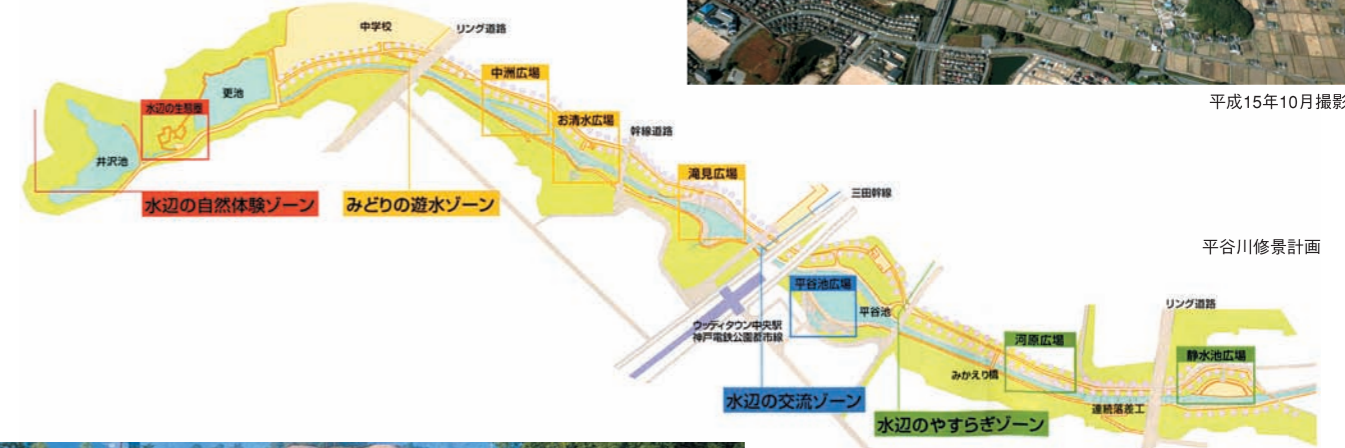 平成15年10月撮影
平谷川修景計画
中学校
リング道路
中洲広場
更池
水辺の生態園
お清水広場
幹線道路
井沢池
滝見広場
三田幹線
水辺の自然体験ゾーン
みどりの遊水ゾーン
平谷池広場
平谷池
リング道路
ウッディタウン中央駅
神戸電鉄公園都市線
河原広場
静水池広場
みかえり橋
水辺の交流ゾーン
連続落差工
水辺のやすらぎゾーン